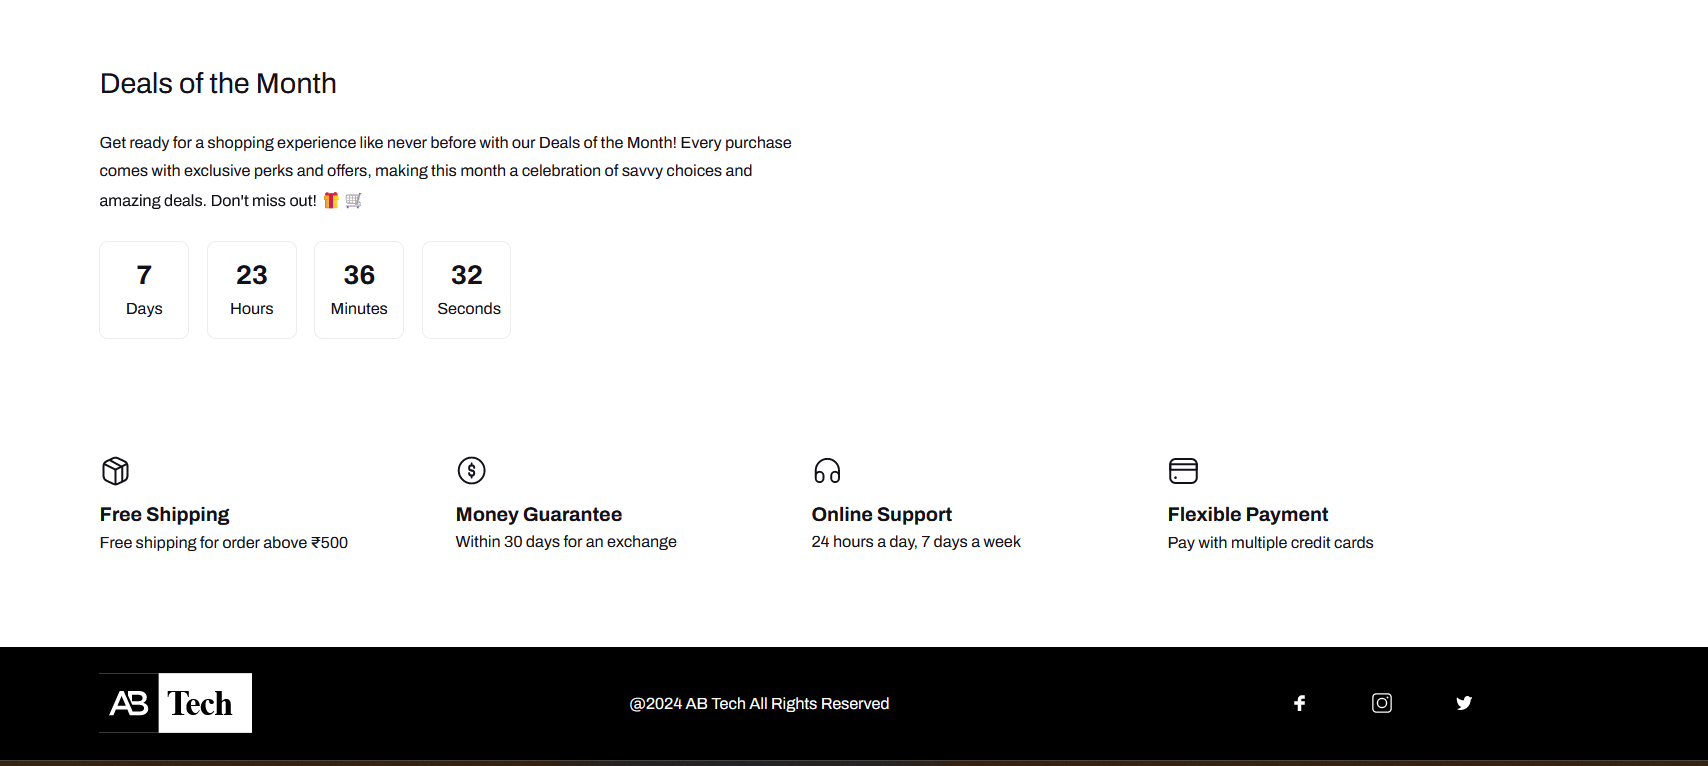 Deals of the Month
Get ready for a shopping experience like never before with our Deals of the Month! Every purchase
comes with exclusive perks and offers, making this month a celebration of savvy choices and
amazing deals. Don't miss out! 🎁 🛒
7 23 36 32
Days Hours Minutes Seconds
Free Shipping
Free shipping for order above ₹500
Money Guarantee
Within 30 days for an exchange
Online Support
24 hours a day, 7 days a week
Flexible Payment
Pay with multiple credit cards
AB Tech
@2024 AB Tech All Rights Reserved